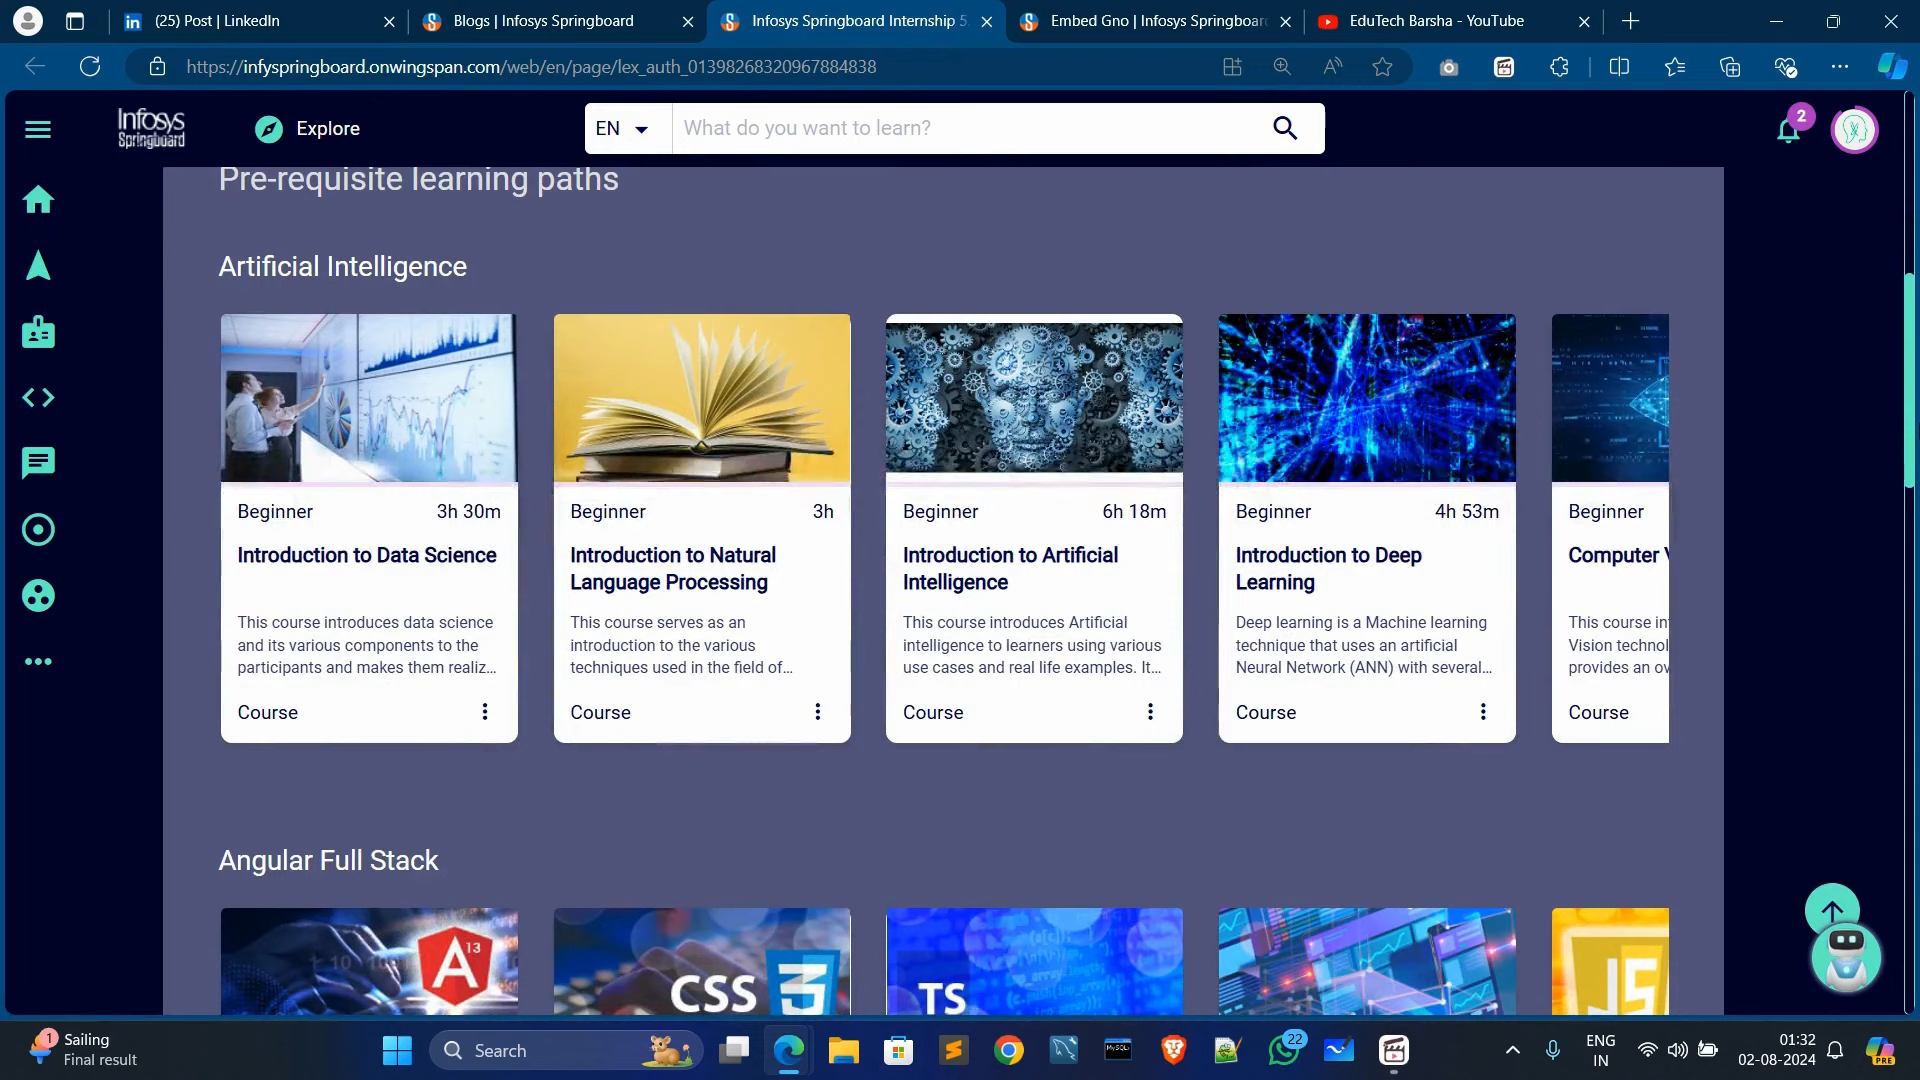 (25) Post | LinkedIn
Blogs | Infosys Springboard
Infosys Springboard Internship 5.
Embed Gno | Infosys Springboard
EduTech Barsha - YouTube
https://infyspringboard.onwingspan.com/web/en/page/lex_auth_01398268320967884838
Infosys
Springboard
Explore
EN
What do you want to learn?
2
Pre-requisite learning paths
Artificial Intelligence
Beginner 3h 30m
Introduction to Data Science
This course introduces data science
and its various components to the
participants and makes them realiz...
Course
Beginner 3h
Introduction to Natural
Language Processing
This course serves as an
introduction to the various
techniques used in the field of...
Course
Beginner 6h 18m
Introduction to Artificial
Intelligence
This course introduces Artificial
intelligence to learners using various
use cases and real life examples. It...
Course
Beginner 4h 53m
Introduction to Deep
Learning
Deep learning is a Machine learning
technique that uses an artificial
Neural Network (ANN) with several...
Course
Beginner
Computer
This course in
Vision technol
provides an ov
Course
Angular Full Stack
A 13
CSS 3
TS
JS
1
Sailing
Final result
Search
MySQL
22
ENG
IN
01:32
02-08-2024
PRE